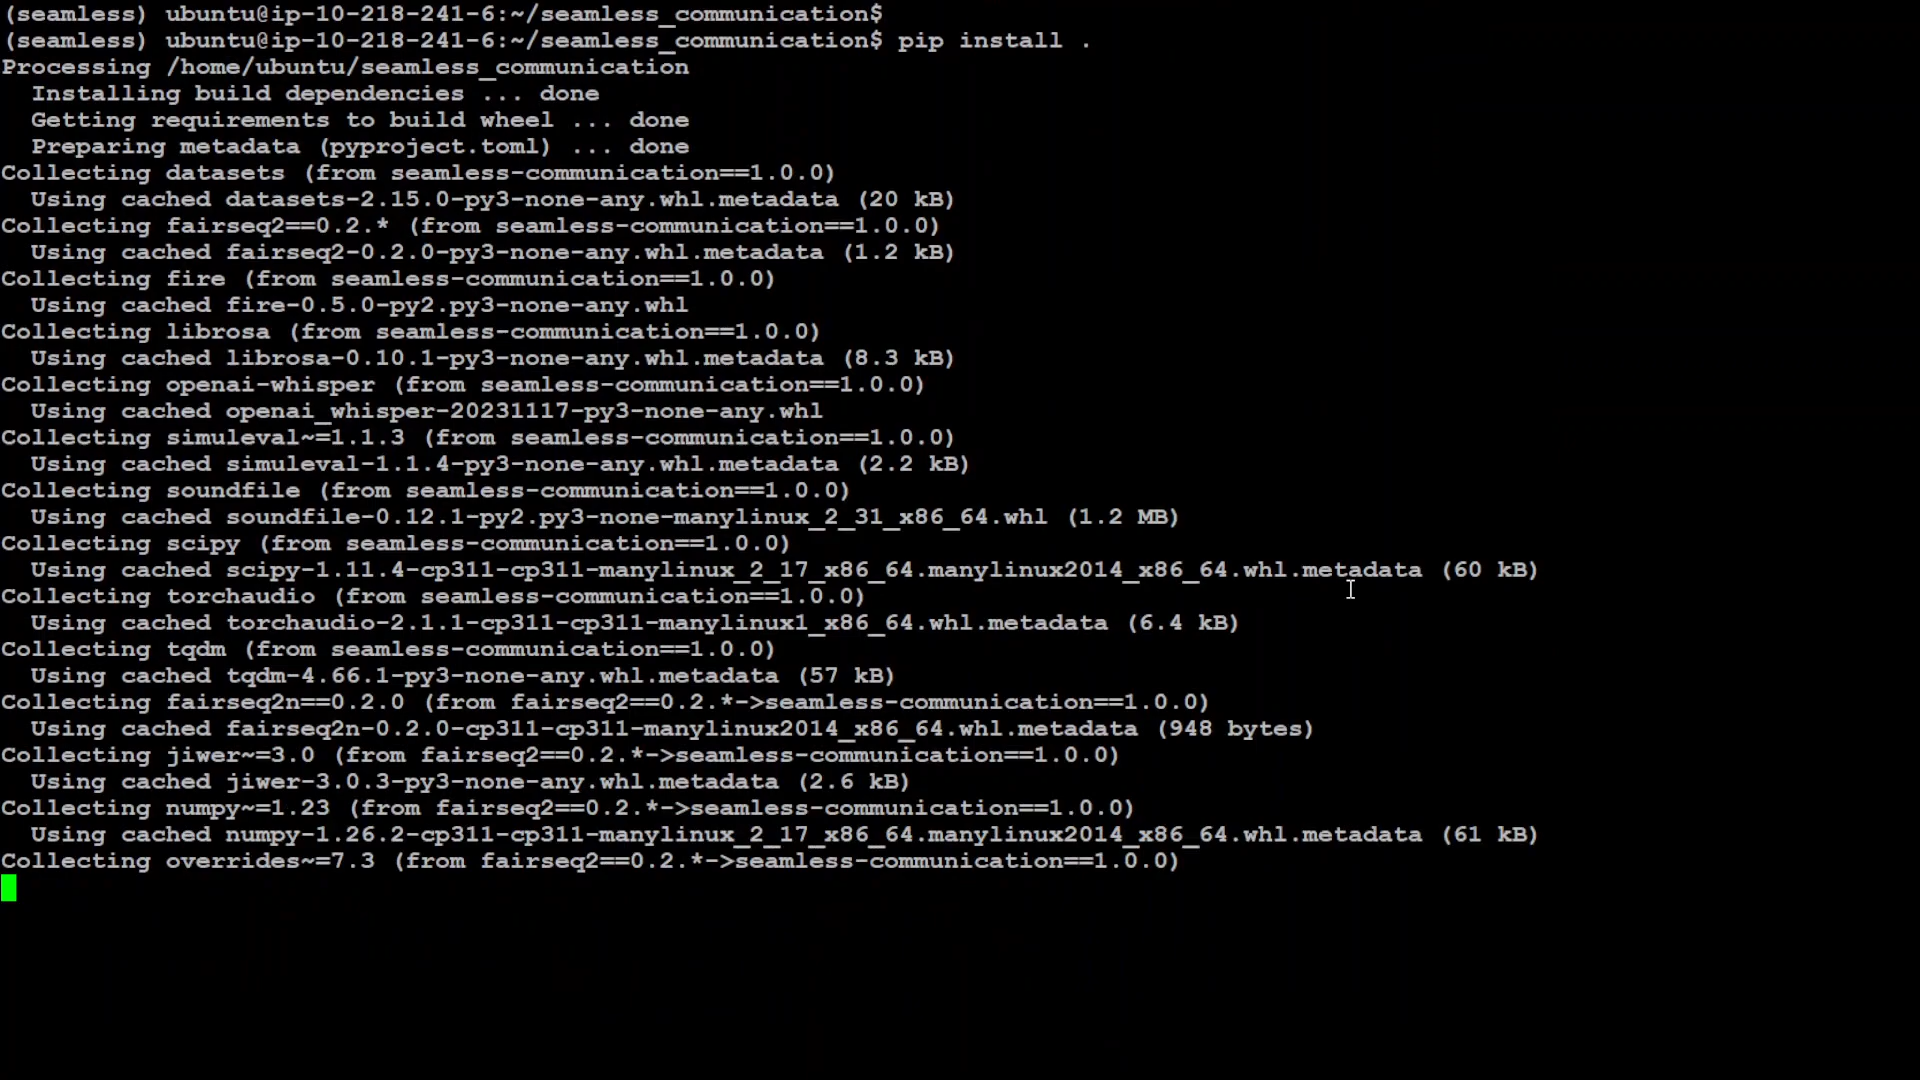 (seamless) ubuntu@ip-10-218-241-6:~/seamless_communication$
(seamless) ubuntu@ip-10-218-241-6:~/seamless_communication$ pip install .
Processing /home/ubuntu/seamless_communication
  Installing build dependencies ... done
  Getting requirements to build wheel ... done
  Preparing metadata (pyproject.toml) ... done
Collecting datasets (from seamless-communication==1.0.0)
  Using cached datasets-2.15.0-py3-none-any.whl.metadata (20 kB)
Collecting fairseq2==0.2.* (from seamless-communication==1.0.0)
  Using cached fairseq2-0.2.0-py3-none-any.whl.metadata (1.2 kB)
Collecting fire (from seamless-communication==1.0.0)
  Using cached fire-0.5.0-py2.py3-none-any.whl
Collecting librosa (from seamless-communication==1.0.0)
  Using cached librosa-0.10.1-py3-none-any.whl.metadata (8.3 kB)
Collecting openai-whisper (from seamless-communication==1.0.0)
  Using cached openai_whisper-20231117-py3-none-any.whl
Collecting simuleval~=1.1.3 (from seamless-communication==1.0.0)
  Using cached simuleval-1.1.4-py3-none-any.whl.metadata (2.2 kB)
Collecting soundfile (from seamless-communication==1.0.0)
  Using cached soundfile-0.12.1-py2.py3-none-manylinux_2_31_x86_64.whl (1.2 MB)
Collecting scipy (from seamless-communication==1.0.0)
  Using cached scipy-1.11.4-cp311-cp311-manylinux_2_17_x86_64.manylinux2014_x86_64.whl.metadata (60 kB)
Collecting torchaudio (from seamless-communication==1.0.0)
  Using cached torchaudio-2.1.1-cp311-cp311-manylinux1_x86_64.whl.metadata (6.4 kB)
Collecting tqdm (from seamless-communication==1.0.0)
  Using cached tqdm-4.66.1-py3-none-any.whl.metadata (57 kB)
Collecting fairseq2n==0.2.0 (from fairseq2==0.2.*->seamless-communication==1.0.0)
  Using cached fairseq2n-0.2.0-cp311-cp311-manylinux2014_x86_64.whl.metadata (948 bytes)
Collecting jiwer~=3.0 (from fairseq2==0.2.*->seamless-communication==1.0.0)
  Using cached jiwer-3.0.3-py3-none-any.whl.metadata (2.6 kB)
Collecting numpy~=1.23 (from fairseq2==0.2.*->seamless-communication==1.0.0)
  Using cached numpy-1.26.2-cp311-cp311-manylinux_2_17_x86_64.manylinux2014_x86_64.whl.metadata (61 kB)
Collecting overrides~=7.3 (from fairseq2==0.2.*->seamless-communication==1.0.0)